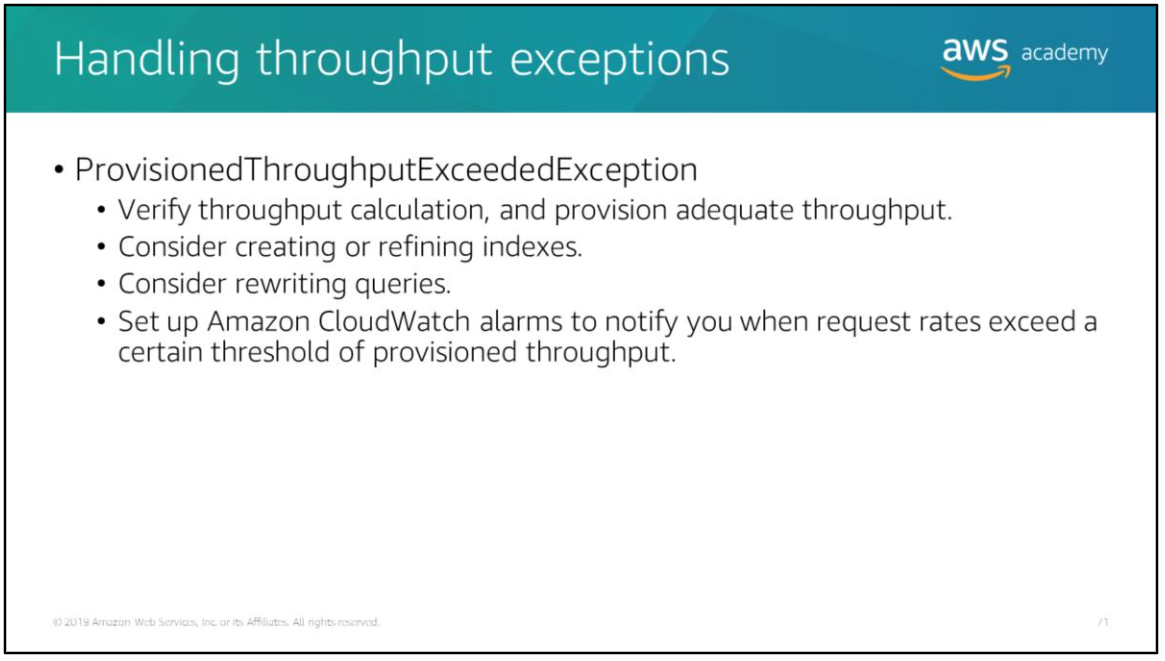 Handling throughput exceptions
aws academy
• ProvisionedThroughputExceededException
• Verify throughput calculation, and provision adequate throughput.
• Consider creating or refining indexes.
• Consider rewriting queries.
• Set up Amazon CloudWatch alarms to notify you when request rates exceed a
certain threshold of provisioned throughput.
© 2019 Amazon Web Services, Inc. or its Affiliates. All rights reserved.
71